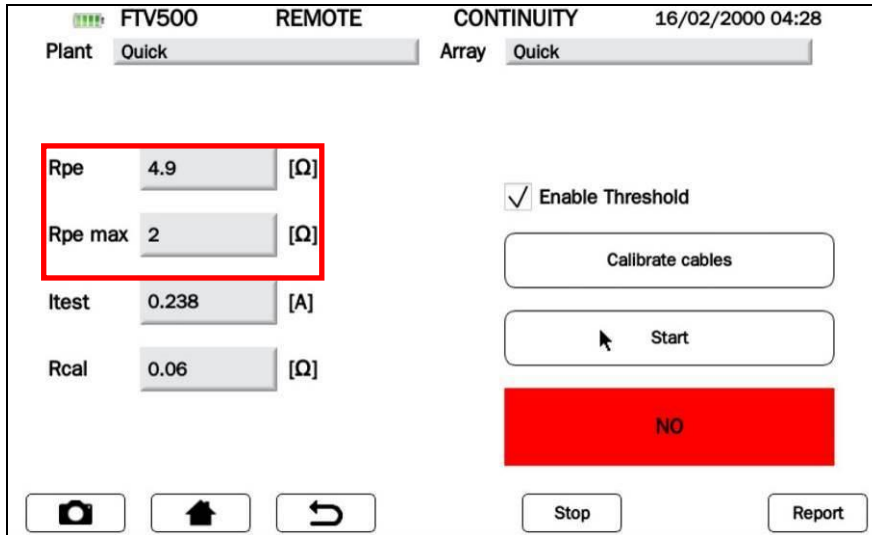 FTV500 REMOTE CONTINUITY 16/02/2000 04:28
Plant Quick Array Quick
Rpe 4.9 [Ω]
Enable Threshold
Rpe max 2 [Ω]
Calibrate cables
Itest 0.238 [A]
Start
Rcal 0.06 [Ω]
NO
Stop Report